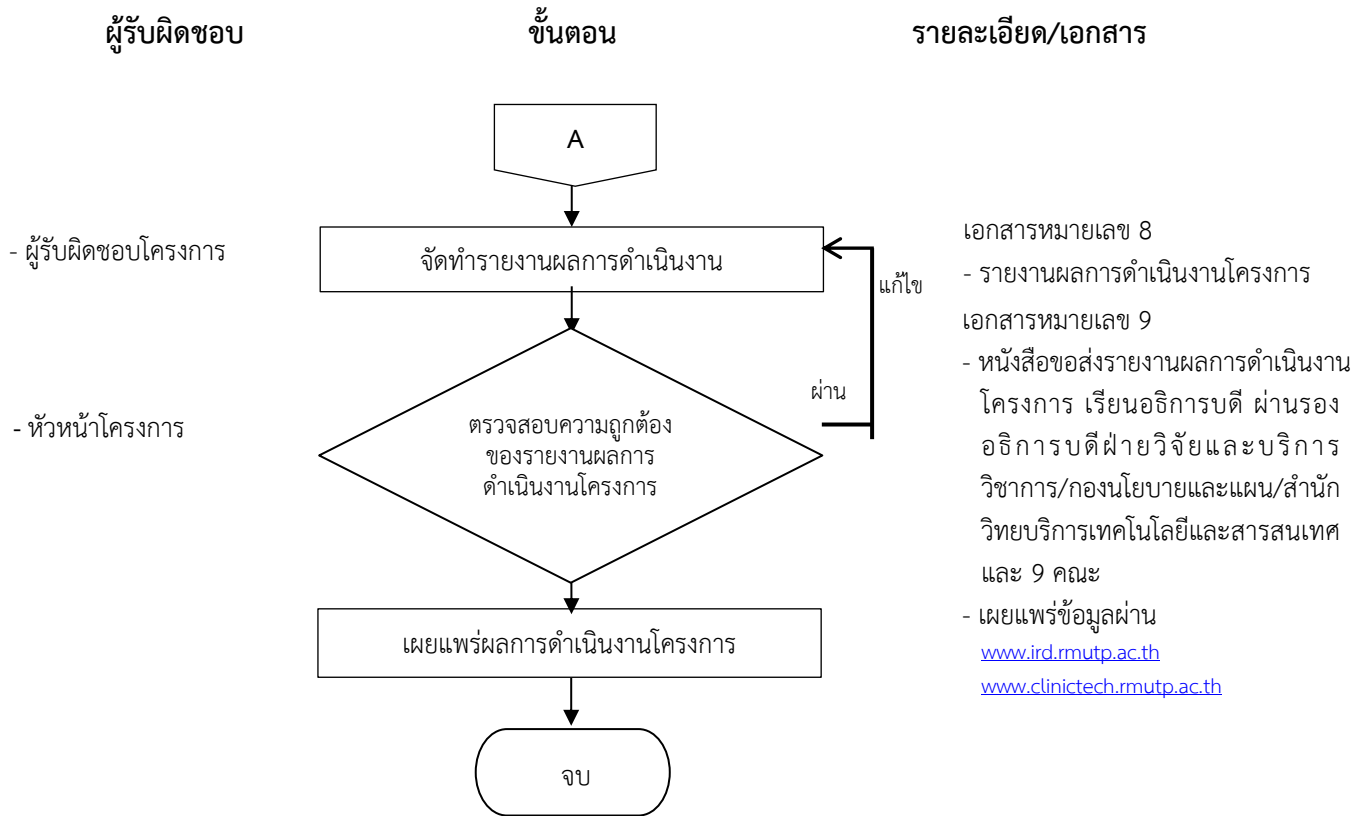 ผู้รับผิดชอบ
ขั้นตอน
รายละเอียด/เอกสาร
A
- ผู้รับผิดชอบโครงการ
จัดทำรายงานผลการดำเนินงาน
แก้ไข
เอกสารหมายเลข 8
- รายงานผลการดำเนินงานโครงการ
- หัวหน้าโครงการ
ตรวจสอบความถูกต้อง
ของรายงานผลการ
ดำเนินงานโครงการ
ผ่าน
เอกสารหมายเลข 9
- หนังสือขอส่งรายงานผลการดำเนินงาน
โครงการ เรียนอธิการบดี ผ่านรอง
อธิการบดีฝ่ายวิจัยและบริการ
วิชาการ/กองนโยบายและแผน/สำนัก
วิทยบริการเทคโนโลยีและสารสนเทศ
และ 9 คณะ
- เผยแพร่ข้อมูลผ่าน
www.ird.rmutp.ac.th
www.clinictech.rmutp.ac.th
เผยแพร่ผลการดำเนินงานโครงการ
จบ